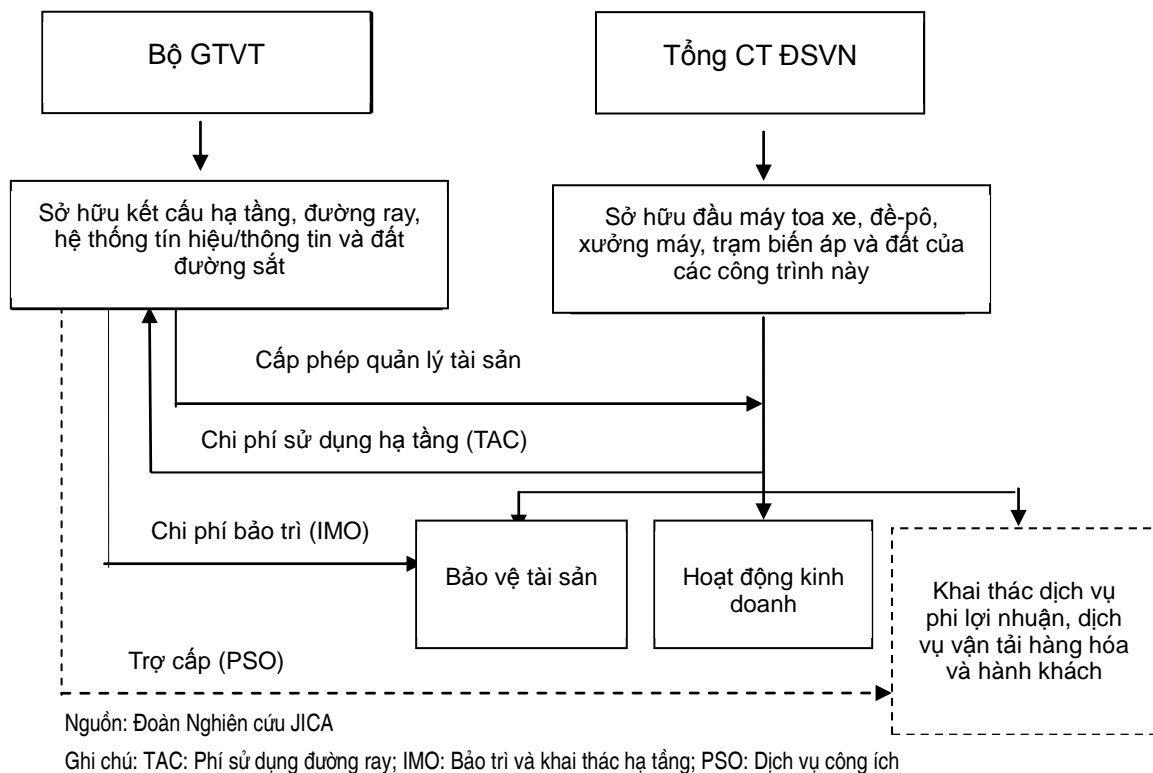 Bộ GTVT
Tổng CT ĐSVN
Sở hữu kết cấu hạ tầng, đường ray,
hệ thống tín hiệu/thông tin và đất
đường sắt
Sở hữu đầu máy toa xe, đề-pô,
xưởng máy, trạm biến áp và đất của
các công trình này
Cấp phép quản lý tài sản
Chi phí sử dụng hạ tầng (TAC)
Chi phí bảo trì (IMO)
Bảo vệ tài sản
Hoạt động kinh
doanh
Khai thác dịch vụ
phi lợi nhuận, dịch
vụ vận tải hàng hóa
và hành khách
Trợ cấp (PSO)
Nguồn: Đoàn Nghiên cứu JICA
Ghi chú: TAC: Phí sử dụng đường ray; IMO: Bảo trì và khai thác hạ tầng; PSO: Dịch vụ công ích